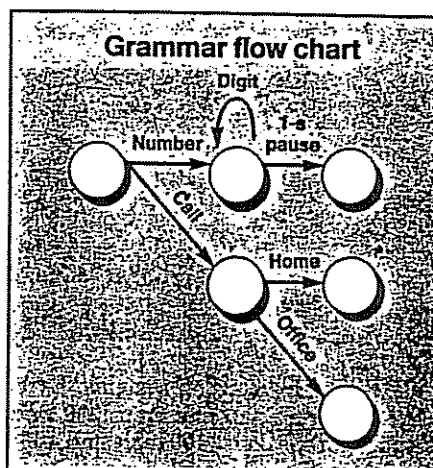 Grammar flow chart
Digit
Number
1-s
pause
Call
Home
Office